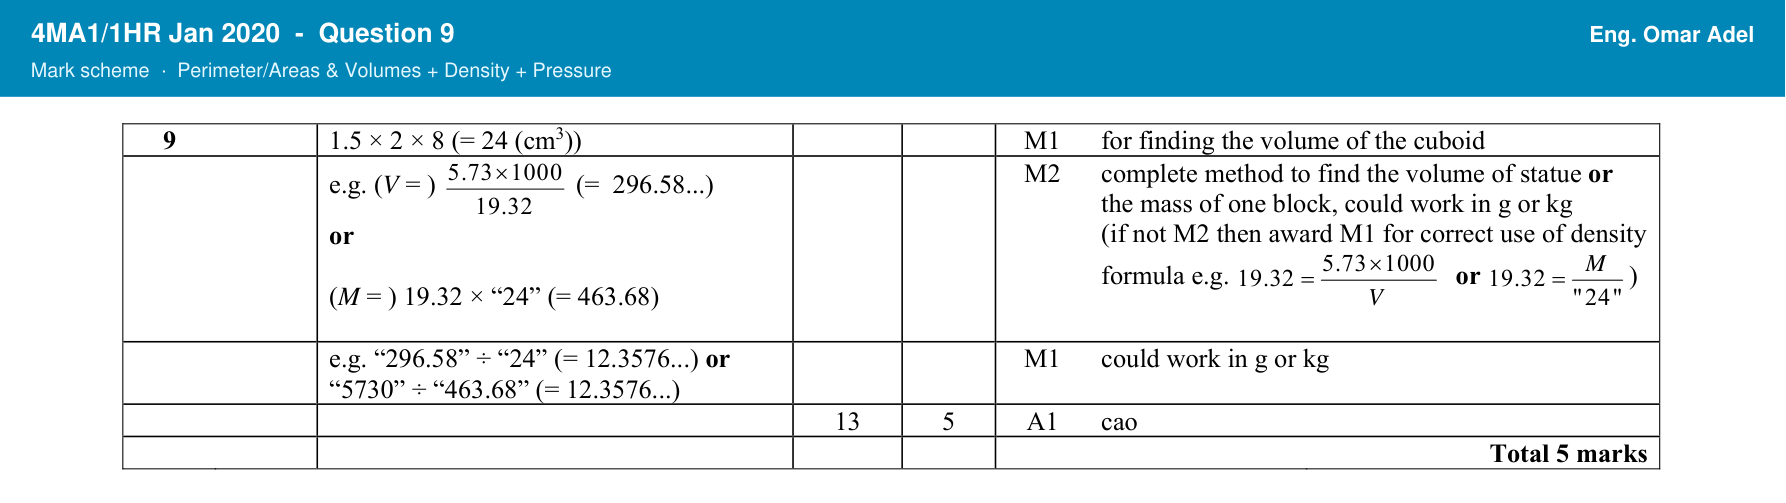 4MA1/1HR Jan 2020 - Question 9
Eng. Omar Adel
Mark scheme · Perimeter/Areas & Volumes + Density + Pressure
9 1.5 × 2 × 8 (= 24 (cm³)) M1 for finding the volume of the cuboid
e.g. (V = ) 5.73×1000 / 19.32 (= 296.58...) M2 complete method to find the volume of statue or
the mass of one block, could work in g or kg
or (if not M2 then award M1 for correct use of density
formula e.g. 19.32 = 5.73×1000 / V or 19.32 = M / "24" )
(M = ) 19.32 × “24” (= 463.68)
e.g. “296.58” ÷ “24” (= 12.3576...) or M1 could work in g or kg
“5730” ÷ “463.68” (= 12.3576...)
13 5 A1 cao
Total 5 marks